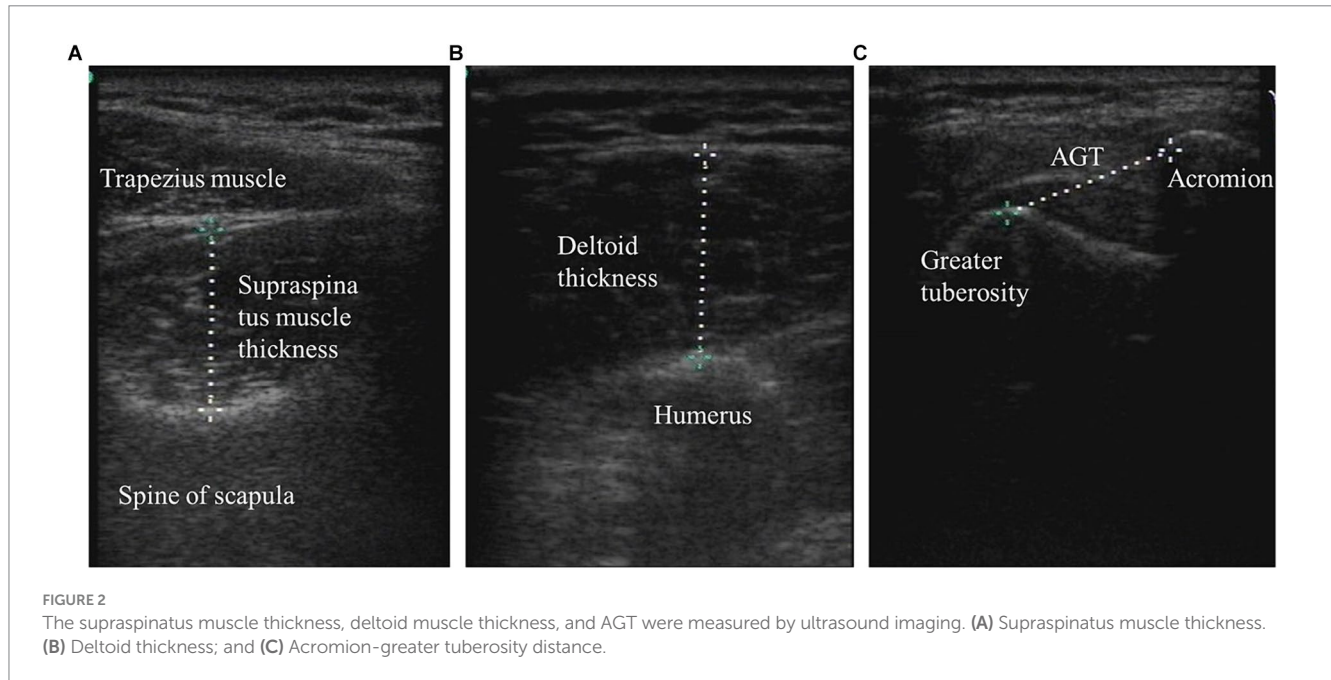 A
B
C
Trapezius muscle
Supraspina
tus muscle
thickness
Spine of scapula
Deltoid
thickness
Humerus
AGT
Acromion
Greater
tuberosity
FIGURE 2
The supraspinatus muscle thickness, deltoid muscle thickness, and AGT were measured by ultrasound imaging. (A) Supraspinatus muscle thickness.
(B) Deltoid thickness; and (C) Acromion-greater tuberosity distance.